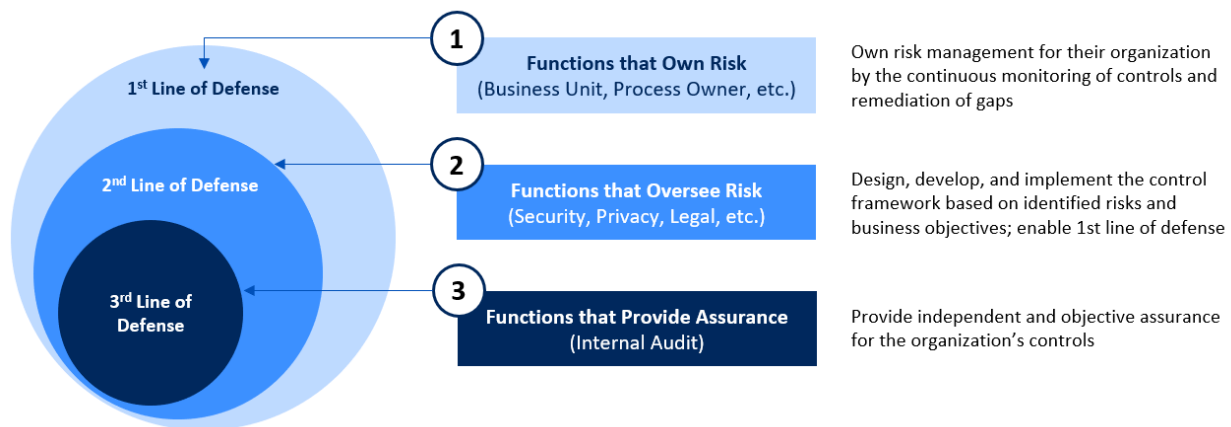 1
Functions that Own Risk
(Business Unit, Process Owner, etc.)
Own risk management for their organization
by the continuous monitoring of controls and
remediation of gaps
1st Line of Defense
2
Functions that Oversee Risk
(Security, Privacy, Legal, etc.)
Design, develop, and implement the control
framework based on identified risks and
business objectives; enable 1st line of defense
2nd Line of Defense
3
Functions that Provide Assurance
(Internal Audit)
Provide independent and objective assurance
for the organization’s controls
3rd Line of
Defense